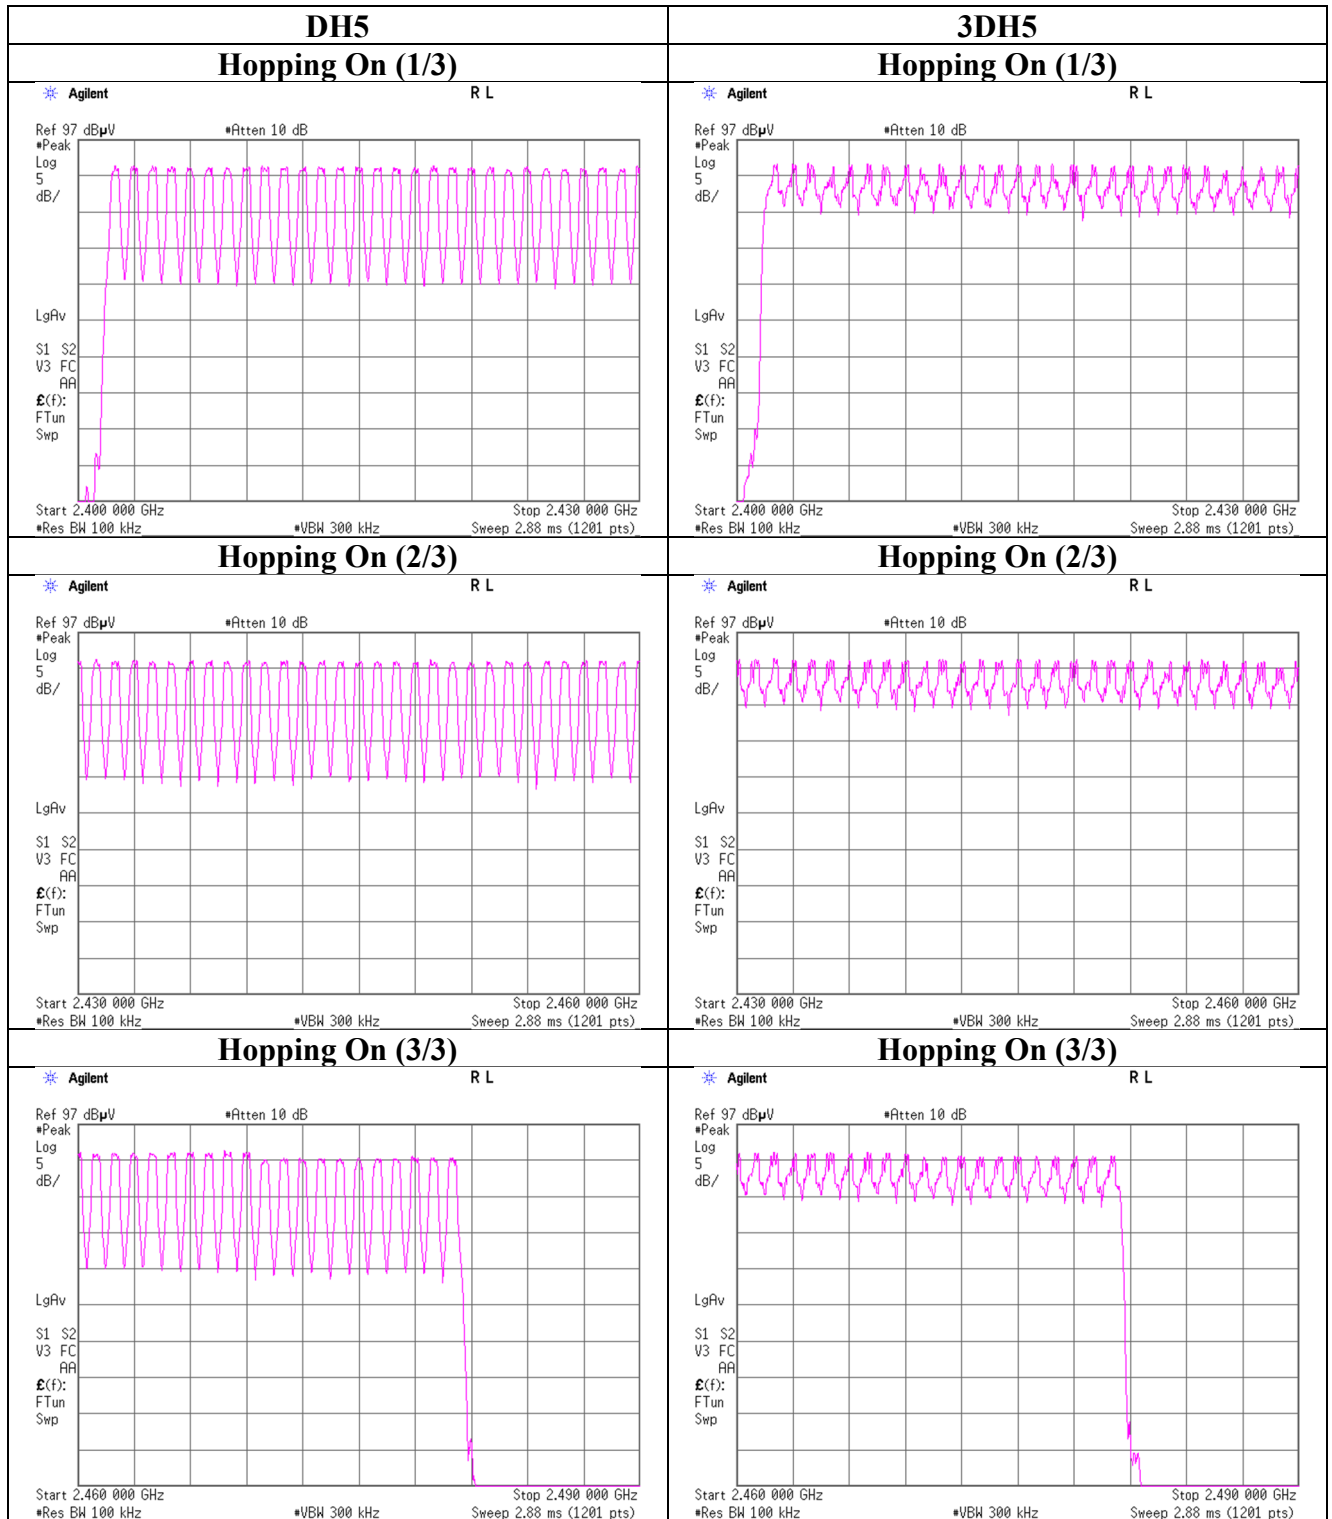 DH5 3DH5
Hopping On (1/3) Hopping On (1/3)
Agilent R L
Ref 97 dBµV #Atten 10 dB
#Peak
Log
5
dB/
LgAv
S1 S2
V3 FC
AA
£(f):
FTun
Swp
Start 2.400 000 GHz Stop 2.430 000 GHz
#Res BW 100 kHz #VBW 300 kHz Sweep 2.88 ms (1201 pts)
Agilent R L
Ref 97 dBµV #Atten 10 dB
#Peak
Log
5
dB/
LgAv
S1 S2
V3 FC
AA
£(f):
FTun
Swp
Start 2.400 000 GHz Stop 2.430 000 GHz
#Res BW 100 kHz #VBW 300 kHz Sweep 2.88 ms (1201 pts)
Hopping On (2/3) Hopping On (2/3)
Agilent R L
Ref 97 dBµV #Atten 10 dB
#Peak
Log
5
dB/
LgAv
S1 S2
V3 FC
AA
£(f):
FTun
Swp
Start 2.430 000 GHz Stop 2.460 000 GHz
#Res BW 100 kHz #VBW 300 kHz Sweep 2.88 ms (1201 pts)
Agilent R L
Ref 97 dBµV #Atten 10 dB
#Peak
Log
5
dB/
LgAv
S1 S2
V3 FC
AA
£(f):
FTun
Swp
Start 2.430 000 GHz Stop 2.460 000 GHz
#Res BW 100 kHz #VBW 300 kHz Sweep 2.88 ms (1201 pts)
Hopping On (3/3) Hopping On (3/3)
Agilent R L
Ref 97 dBµV #Atten 10 dB
#Peak
Log
5
dB/
LgAv
S1 S2
V3 FC
AA
£(f):
FTun
Swp
Start 2.460 000 GHz Stop 2.490 000 GHz
#Res BW 100 kHz #VBW 300 kHz Sweep 2.88 ms (1201 pts)
Agilent R L
Ref 97 dBµV #Atten 10 dB
#Peak
Log
5
dB/
LgAv
S1 S2
V3 FC
AA
£(f):
FTun
Swp
Start 2.460 000 GHz Stop 2.490 000 GHz
#Res BW 100 kHz #VBW 300 kHz Sweep 2.88 ms (1201 pts)